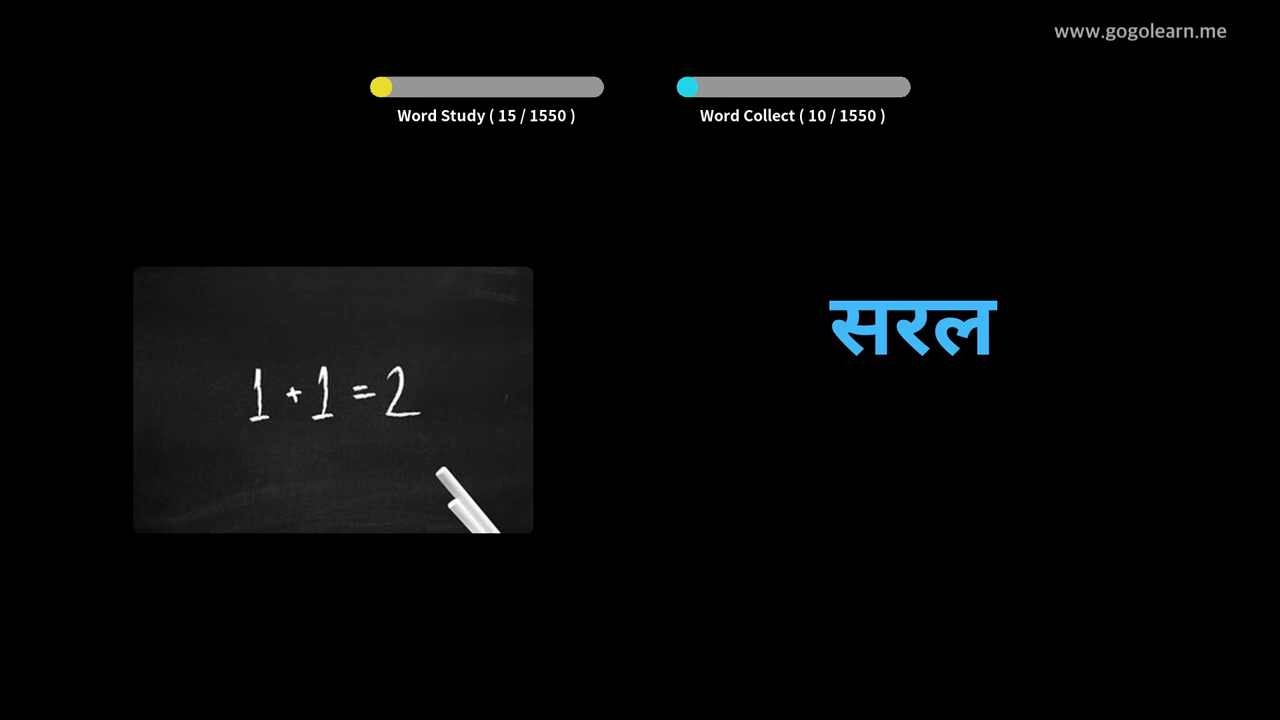 www.gogolearn.me
Word Study ( 15 / 1550 )
Word Collect ( 10 / 1550 )
1 + 1 = 2
सरल